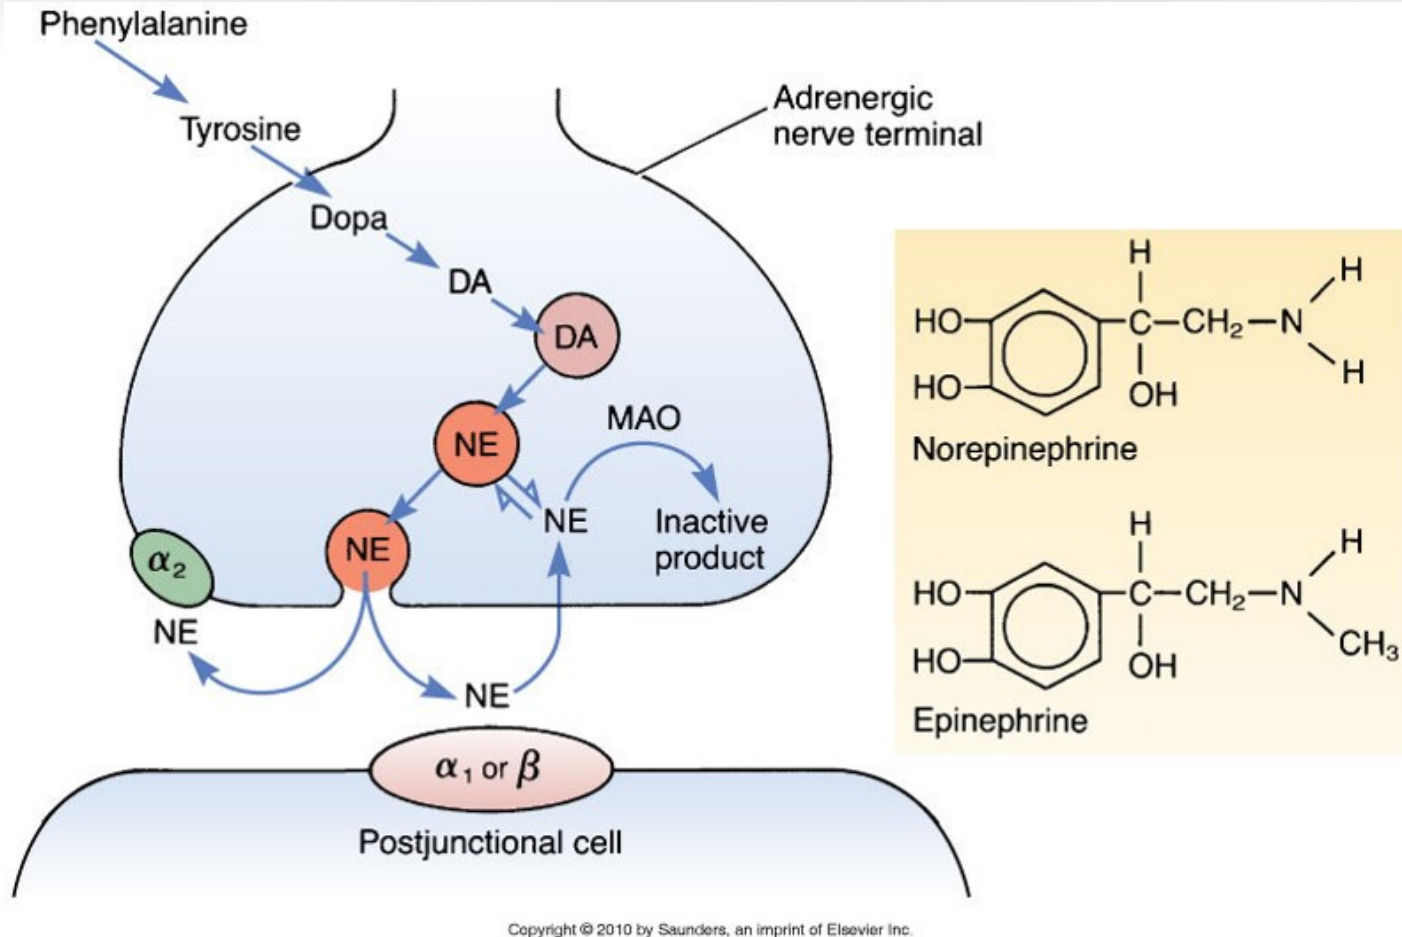 Phenylalanine
Tyrosine
Adrenergic
nerve terminal
Dopa
DA
DA
NE
MAO
NE
Inactive
product
NE
α₂
NE
NE
α₁ or β
Postjunctional cell
H
H
HO
C
CH₂
N
HO
OH
H
Norepinephrine
H
H
HO
C
CH₂
N
HO
OH
CH₃
Epinephrine
Copyright © 2010 by Saunders, an imprint of Elsevier Inc.